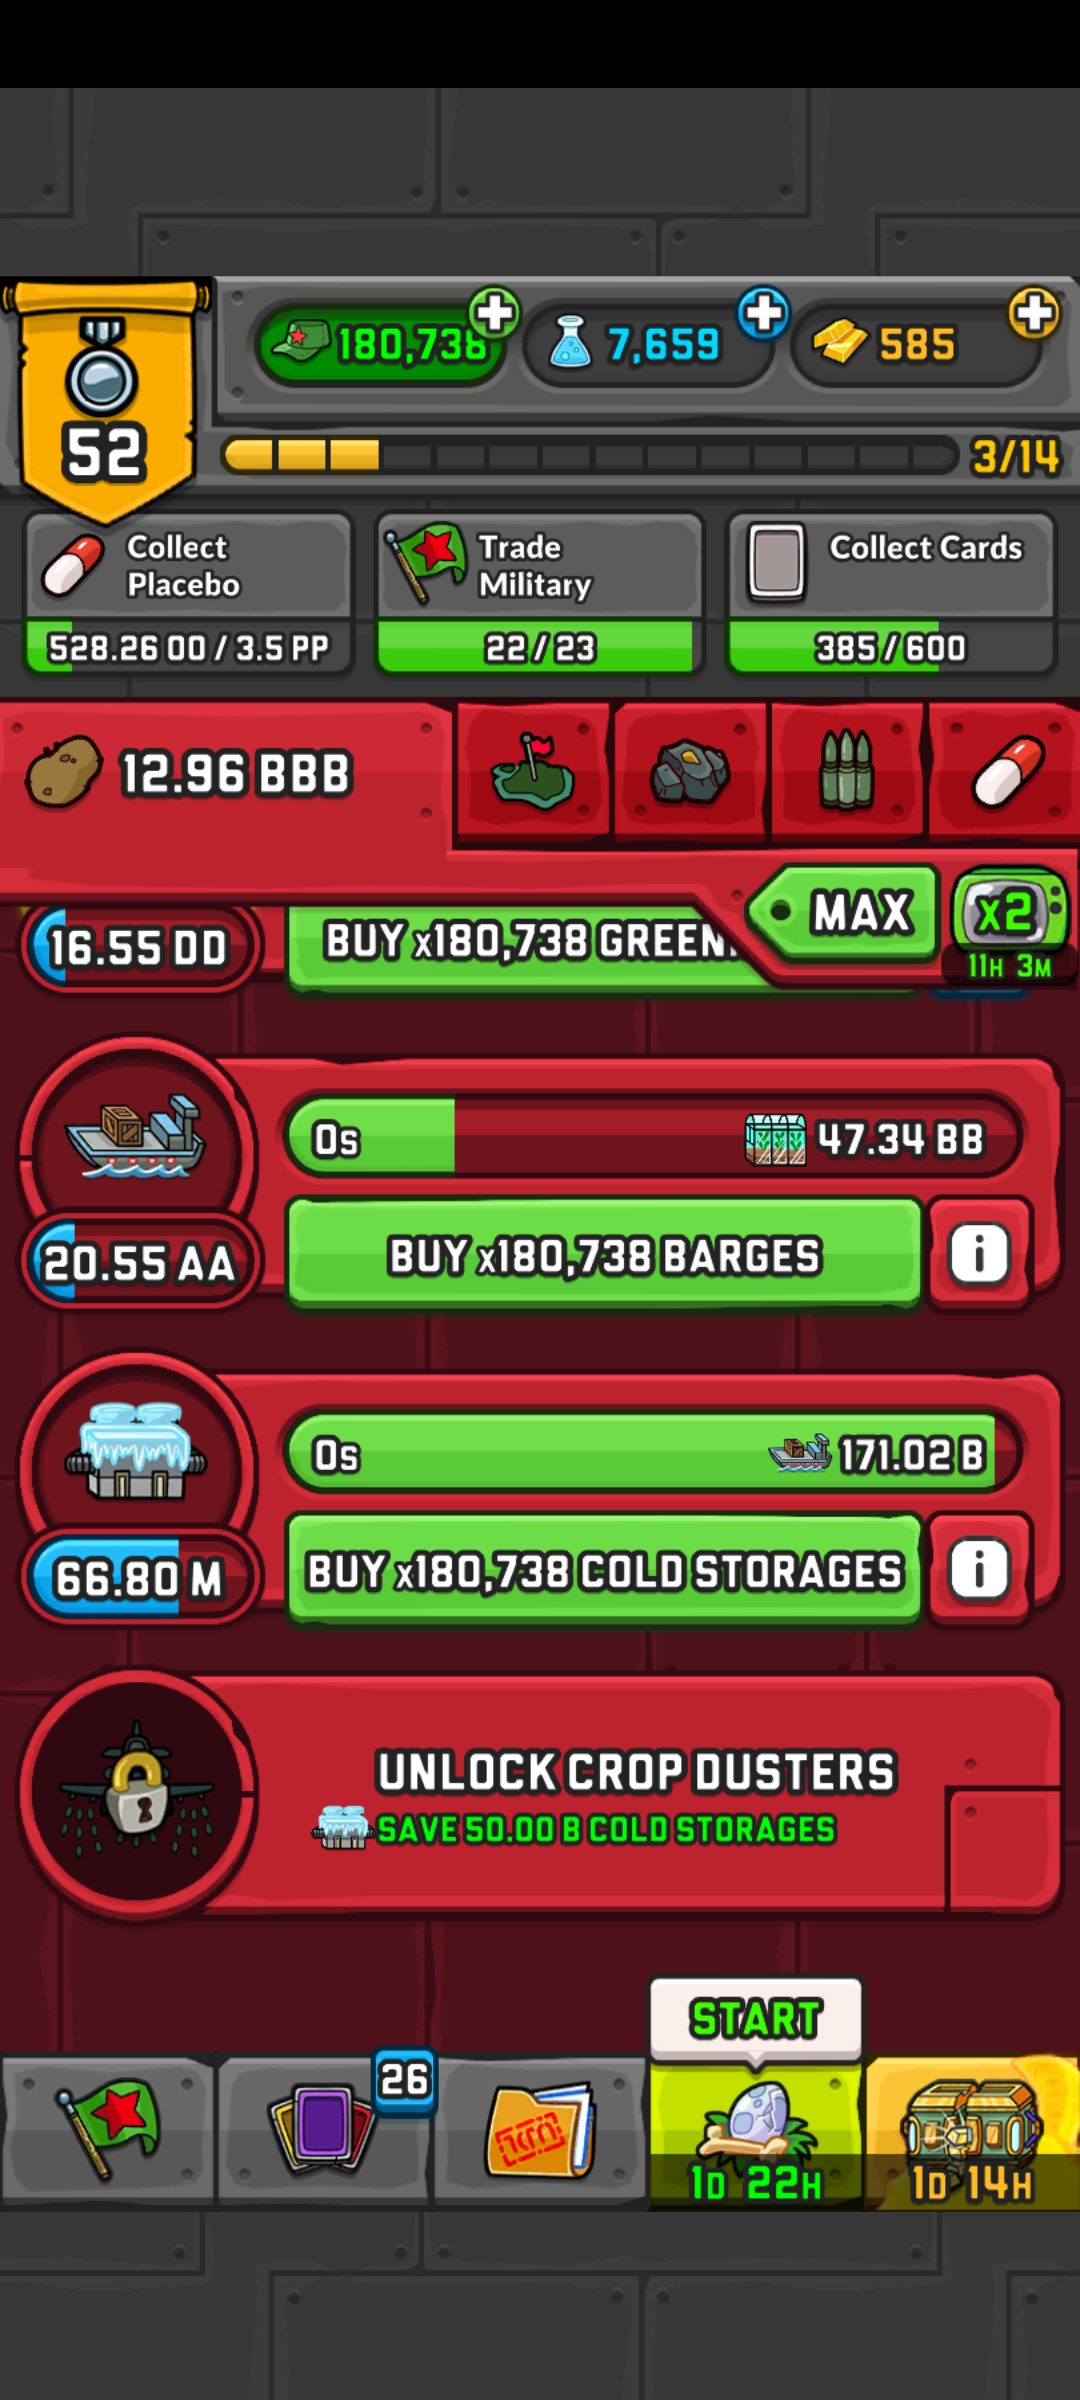 180,738
7,659
585
52
3/14
Collect
Placebo
Trade
Military
Collect Cards
528.26 OO / 3.5 PP
22 / 23
385 / 600
12.96 BBB
MAX
x2
11H 3M
16.55 DD
BUY x180,738 GREEN
0s
47.34 BB
20.55 AA
BUY x180,738 BARGES
i
0s
171.02 B
66.80 M
BUY x180,738 COLD STORAGES
i
UNLOCK CROP DUSTERS
SAVE 50.00 B COLD STORAGES
START
26
1D 22H
1D 14H